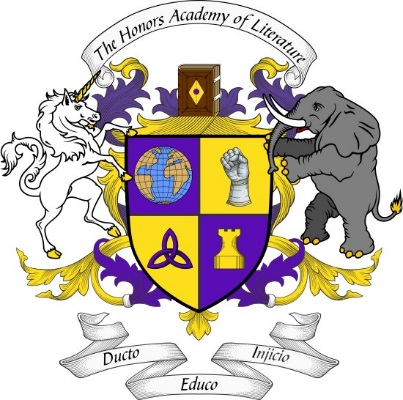 The Honors Academy of Literature
Ducto
Educo
Injicio